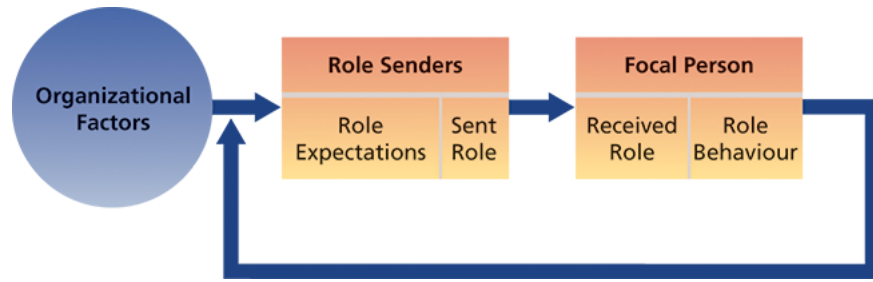 Organizational
Factors
Role Senders
Role
Expectations
Sent
Role
Focal Person
Received
Role
Role
Behaviour